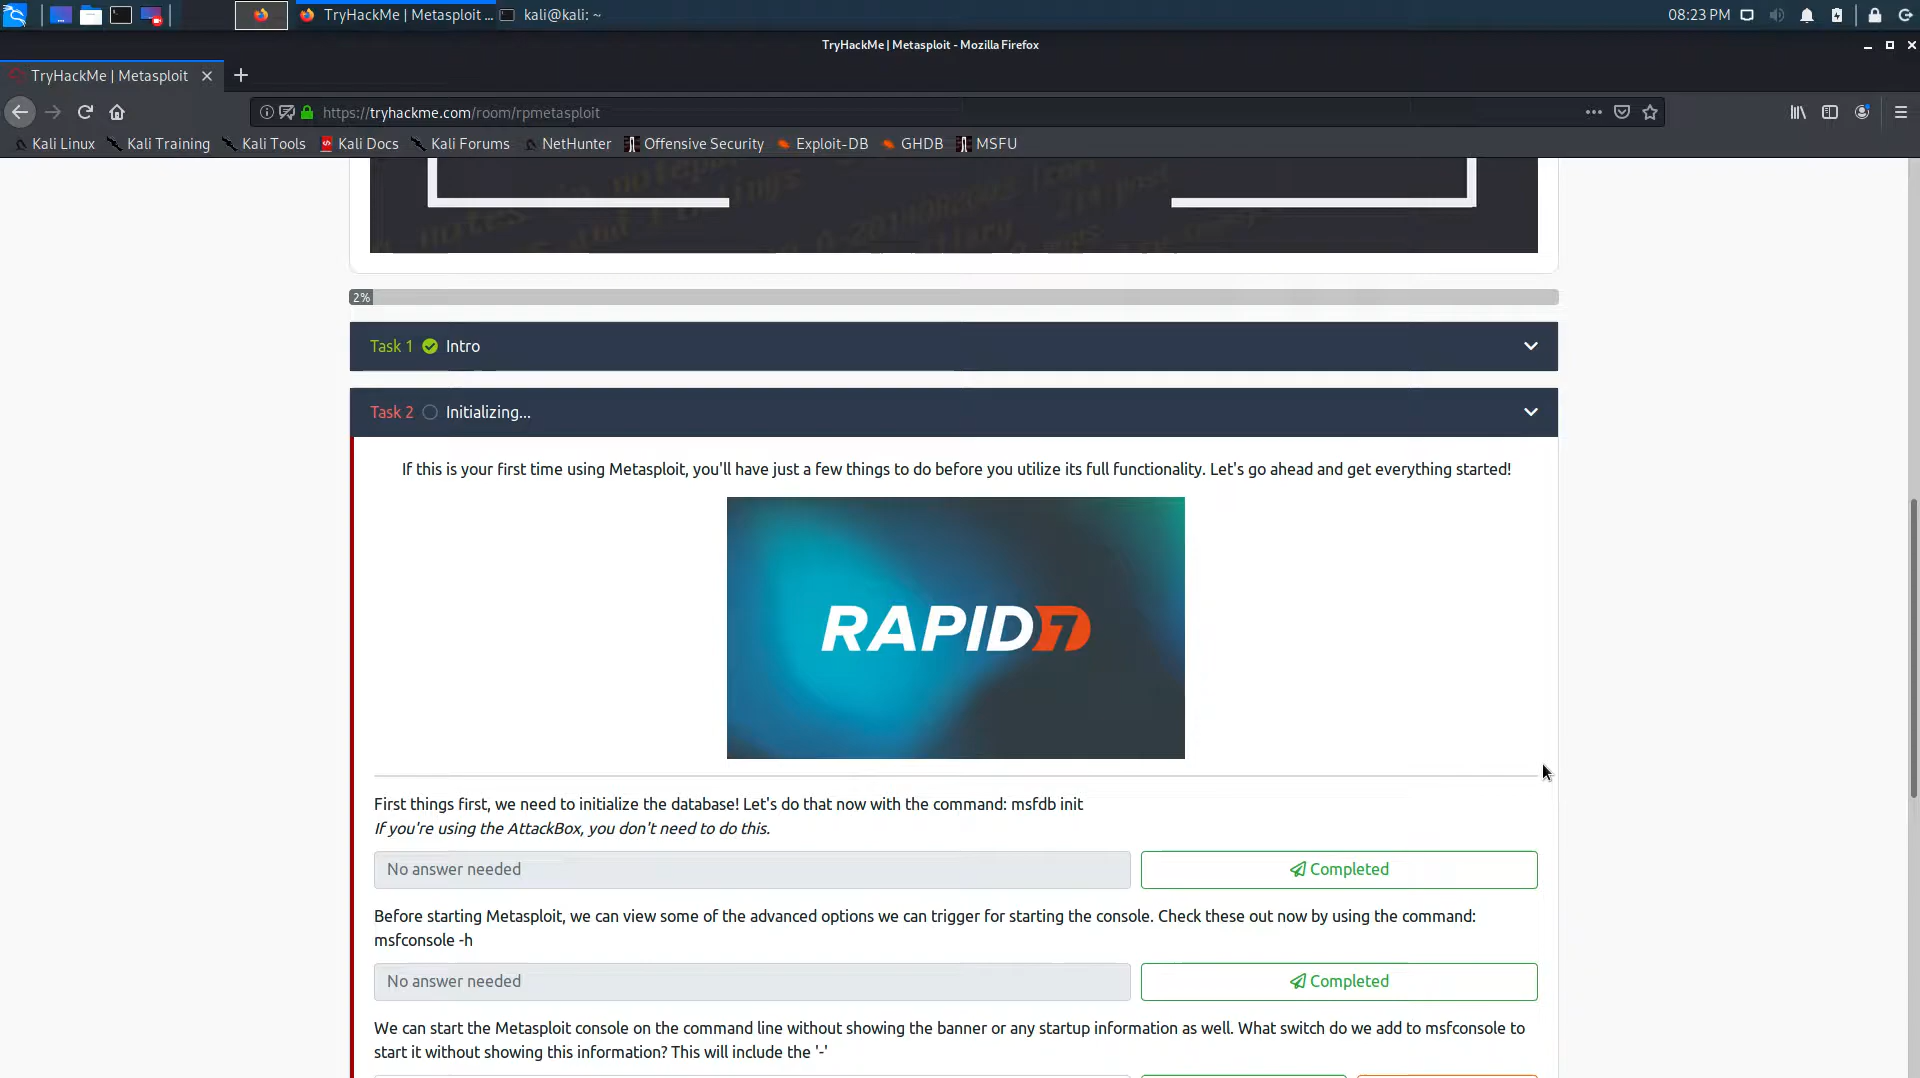 TryHackMe | Metasploit ...
kali@kali: ~
08:23 PM
TryHackMe | Metasploit - Mozilla Firefox
TryHackMe | Metasploit
https://tryhackme.com/room/rpmetasploit
Kali Linux Kali Training Kali Tools Kali Docs Kali Forums NetHunter Offensive Security Exploit-DB GHDB MSFU
2%
Task 1 Intro
Task 2 Initializing...
If this is your first time using Metasploit, you'll have just a few things to do before you utilize its full functionality. Let's go ahead and get everything started!
RAPID7
First things first, we need to initialize the database! Let's do that now with the command: msfdb init
If you're using the AttackBox, you don't need to do this.
No answer needed
Completed
Before starting Metasploit, we can view some of the advanced options we can trigger for starting the console. Check these out now by using the command:
msfconsole -h
No answer needed
Completed
We can start the Metasploit console on the command line without showing the banner or any startup information as well. What switch do we add to msfconsole to
start it without showing this information? This will include the '-'